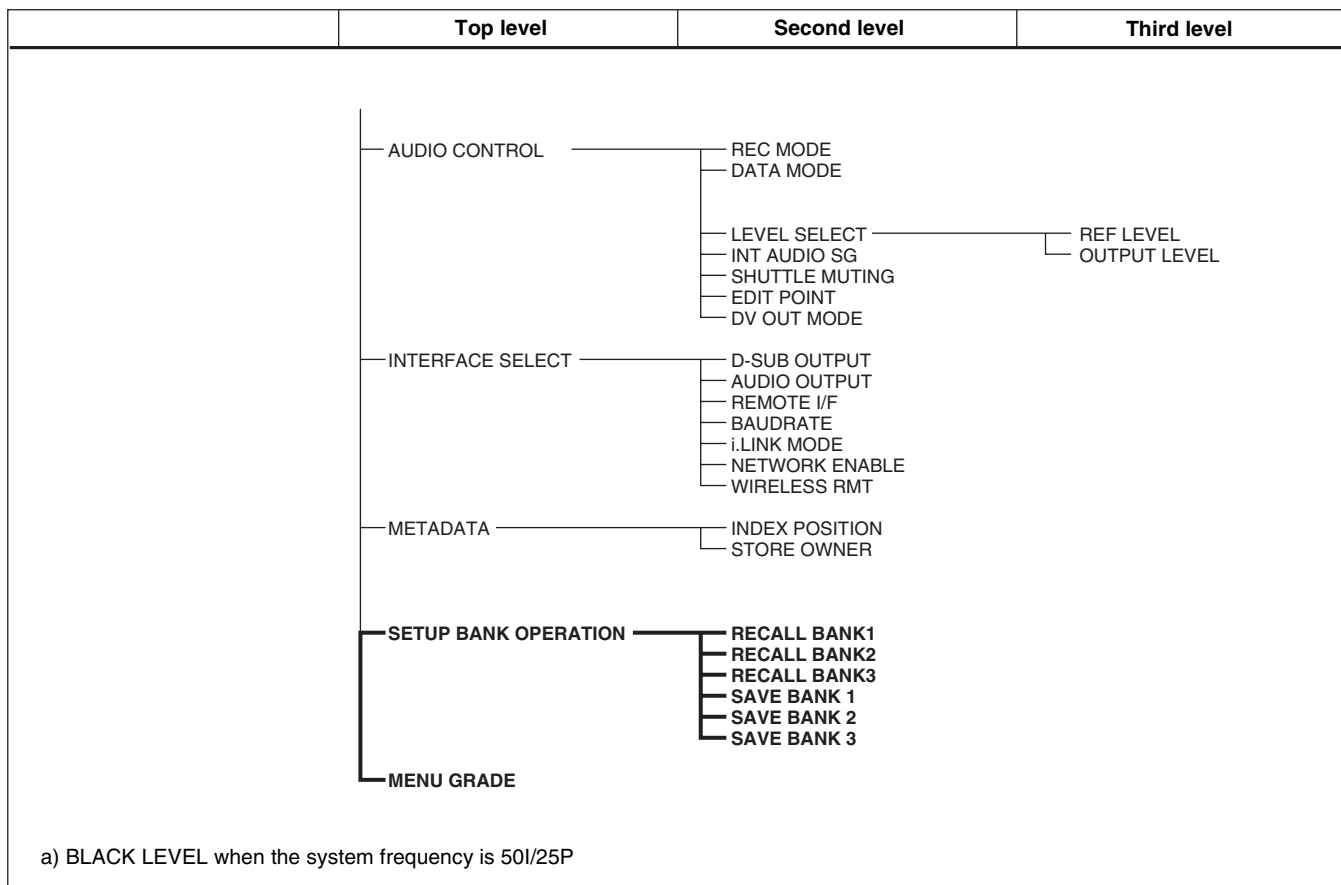 Top level Second level Third level
AUDIO CONTROL REC MODE
DATA MODE
LEVEL SELECT REF LEVEL
INT AUDIO SG OUTPUT LEVEL
SHUTTLE MUTING
EDIT POINT
DV OUT MODE
INTERFACE SELECT D-SUB OUTPUT
AUDIO OUTPUT
REMOTE I/F
BAUDRATE
i.LINK MODE
NETWORK ENABLE
WIRELESS RMT
METADATA INDEX POSITION
STORE OWNER
SETUP BANK OPERATION RECALL BANK1
RECALL BANK2
RECALL BANK3
SAVE BANK 1
SAVE BANK 2
SAVE BANK 3
MENU GRADE
a) BLACK LEVEL when the system frequency is 50I/25P